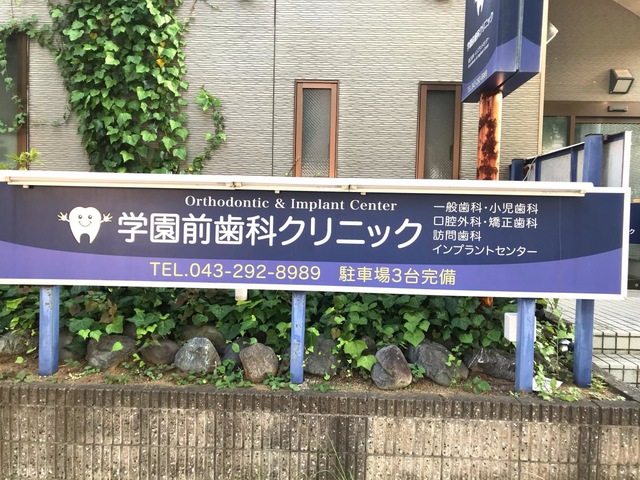 Orthodontic & Implant Center
学園前歯科クリニック
一般歯科・小児歯科
口腔外科・矯正歯科
訪問歯科
インプラントセンター
TEL.043-292-8989 駐車場3台完備